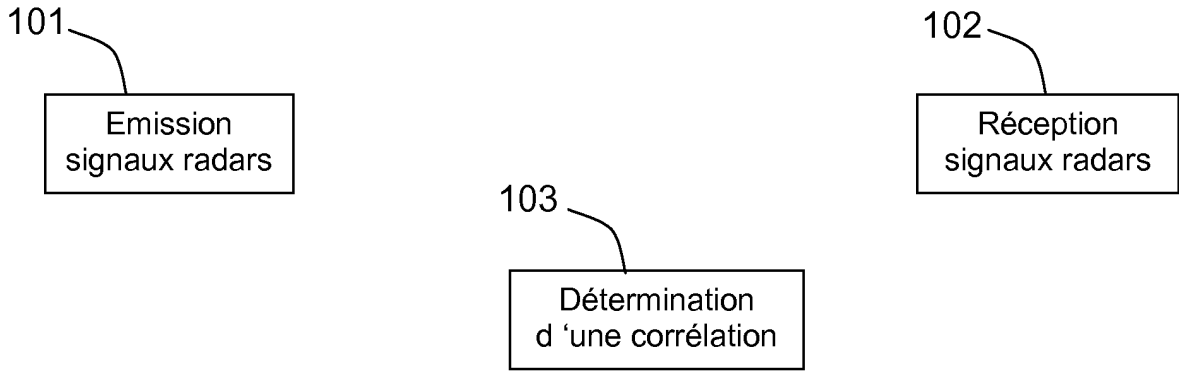 101
102
Emission
signaux radars
Réception
signaux radars
103
Détermination
d ‘une corrélation